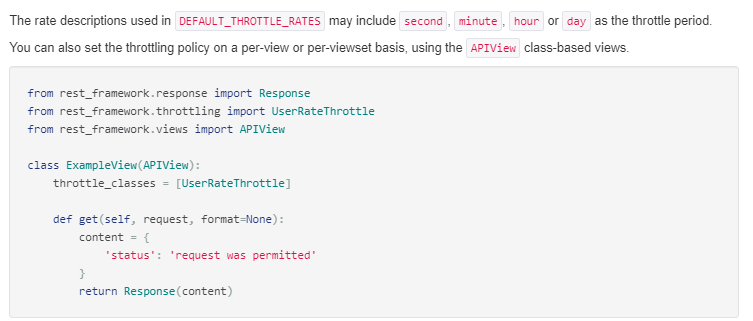 The rate descriptions used in DEFAULT_THROTTLE_RATES may include second, minute, hour or day as the throttle period.
You can also set the throttling policy on a per-view or per-viewset basis, using the APIView class-based views.
from rest_framework.response import Response
from rest_framework.throttling import UserRateThrottle
from rest_framework.views import APIView
class ExampleView(APIView):
    throttle_classes = [UserRateThrottle]
    def get(self, request, format=None):
        content = {
            'status': 'request was permitted'
        }
        return Response(content)